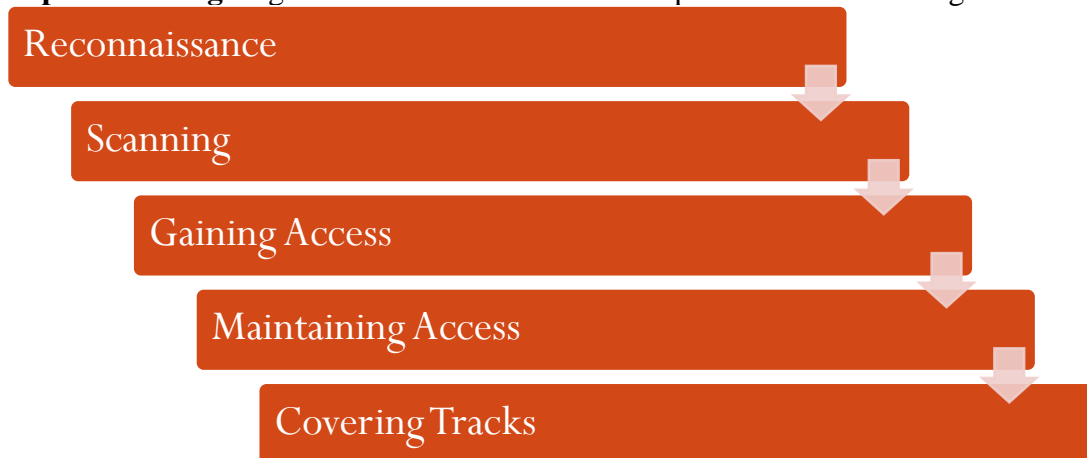 Reconnaissance
Scanning
Gaining Access
Maintaining Access
Covering Tracks